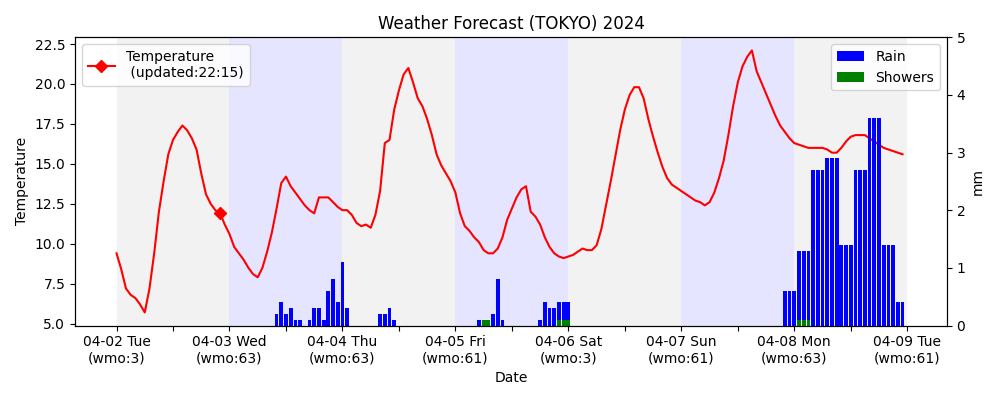 Weather Forecast (TOKYO) 2024
Temperature
(updated:22:15)
Rain
Showers
22.5
20.0
17.5
15.0
12.5
10.0
7.5
5.0
Temperature
5
4
3
2
1
0
mm
04-02 Tue
(wmo:3)
04-03 Wed
(wmo:63)
04-04 Thu
(wmo:63)
04-05 Fri
(wmo:61)
04-06 Sat
(wmo:3)
04-07 Sun
(wmo:61)
04-08 Mon
(wmo:63)
04-09 Tue
(wmo:61)
Date